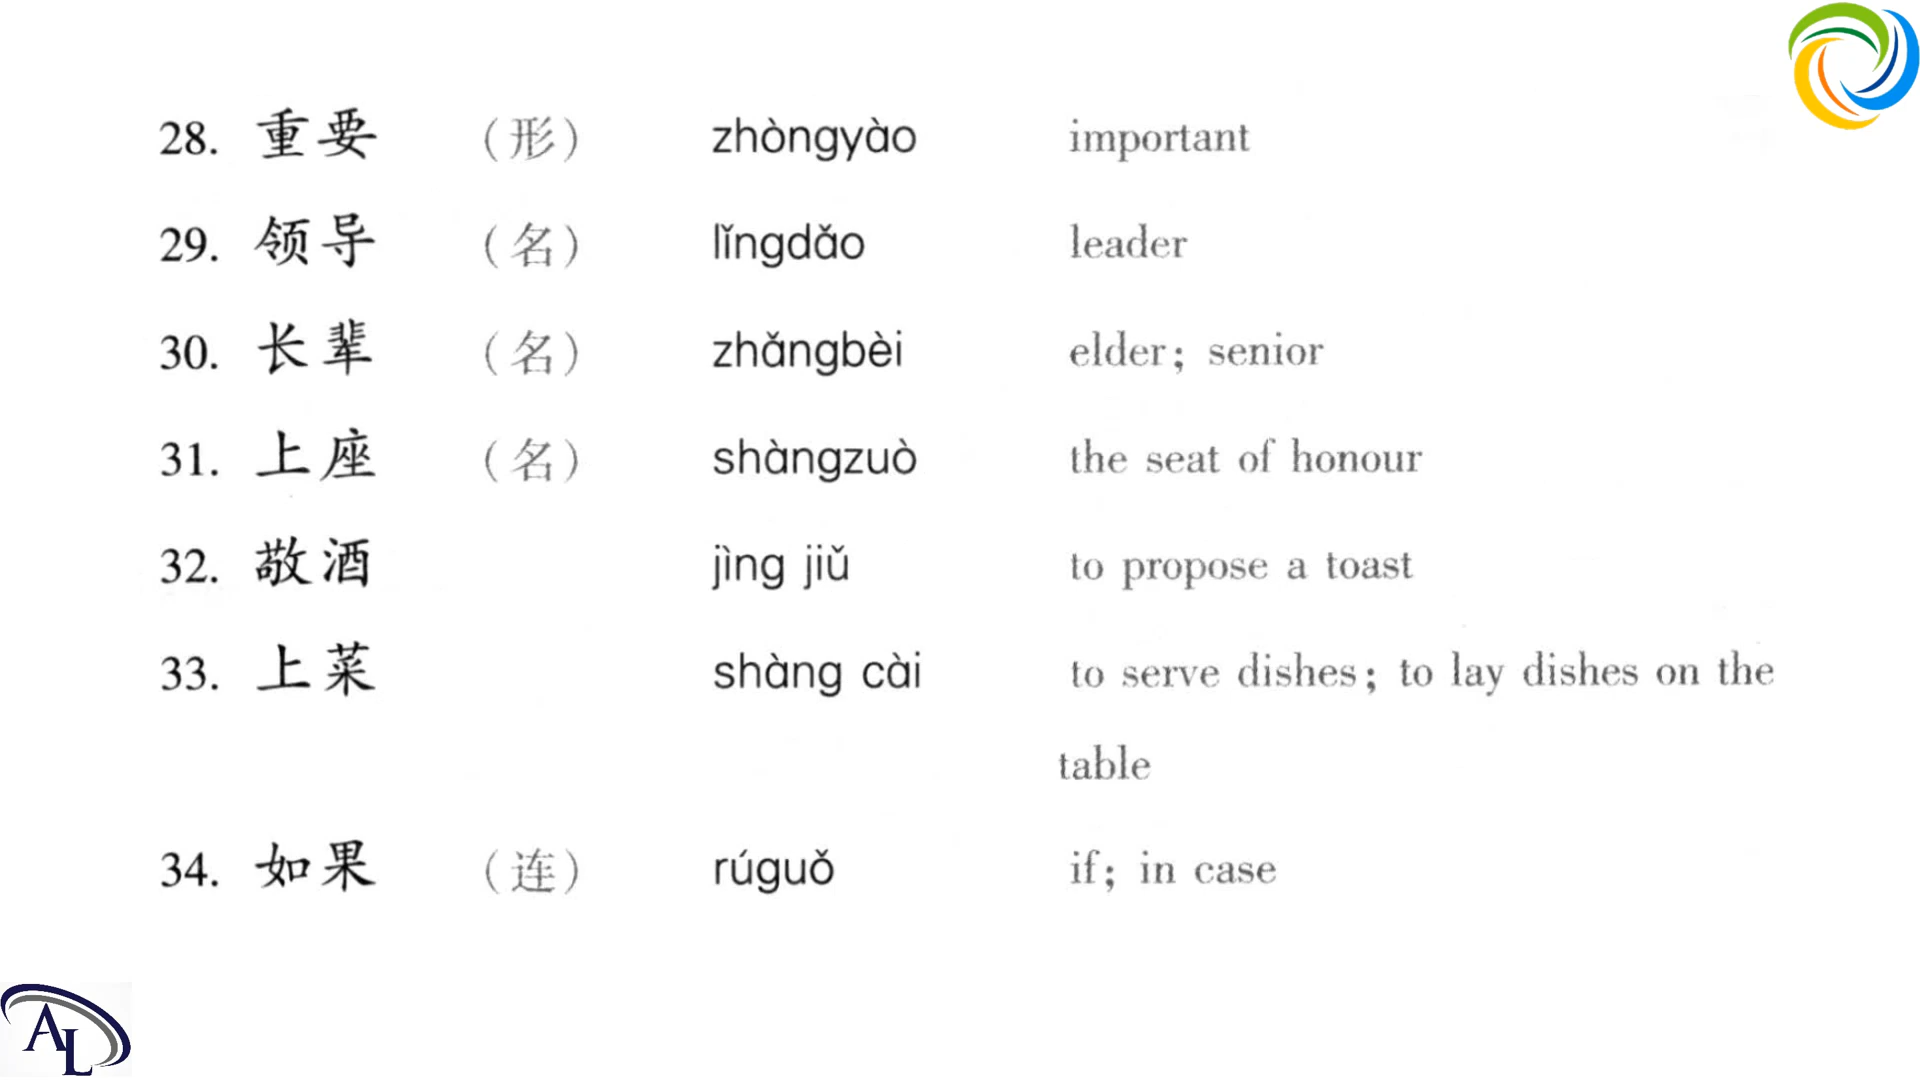 28. 重要 （形） zhòngyào important
29. 领导 （名） lǐngdǎo leader
30. 长辈 （名） zhǎngbèi elder; senior
31. 上座 （名） shàngzuò the seat of honour
32. 敬酒 jìng jiǔ to propose a toast
33. 上菜 shàng cài to serve dishes; to lay dishes on the
table
34. 如果 （连） rúguǒ if; in case
AL